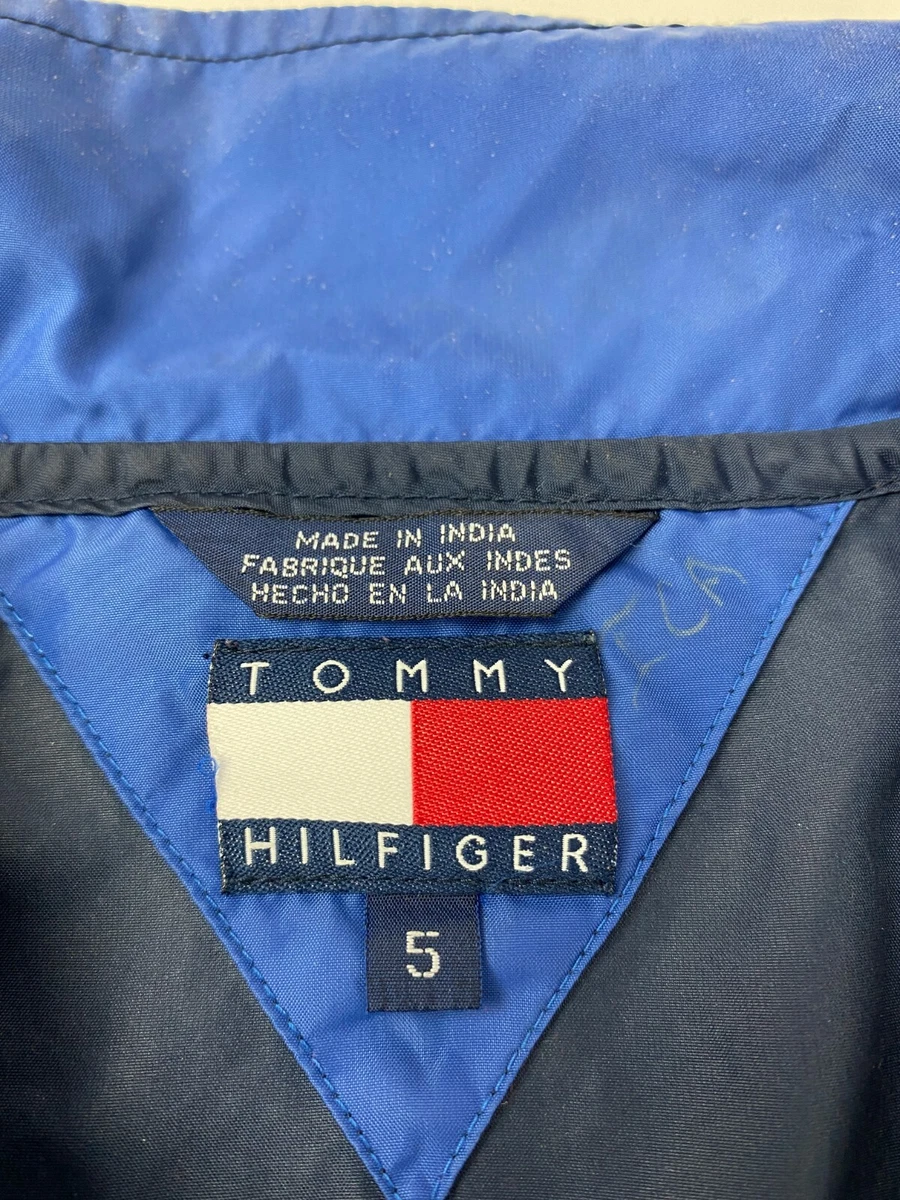 MADE IN INDIA
FABRIQUE AUX INDES
HECHO EN LA INDIA
TOMMY
HILFIGER
5